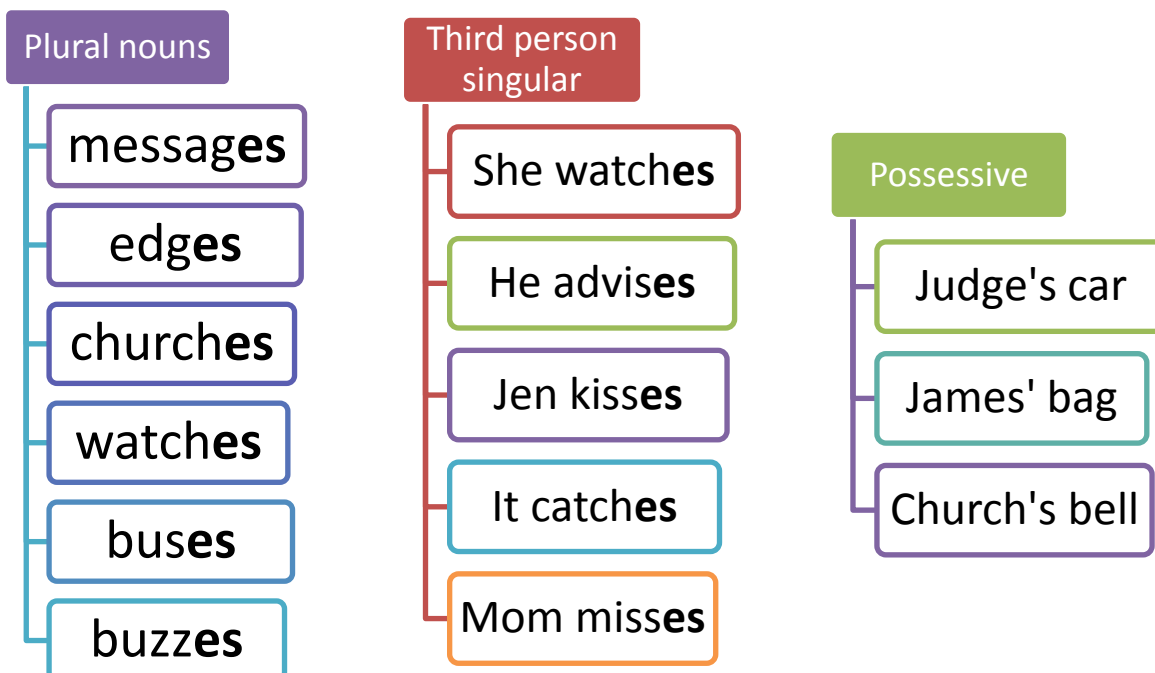 Plural nouns
messages
edges
churches
watches
buses
buzzes
Third person
singular
She watches
He advises
Jen kisses
It catches
Mom misses
Possessive
Judge's car
James' bag
Church's bell